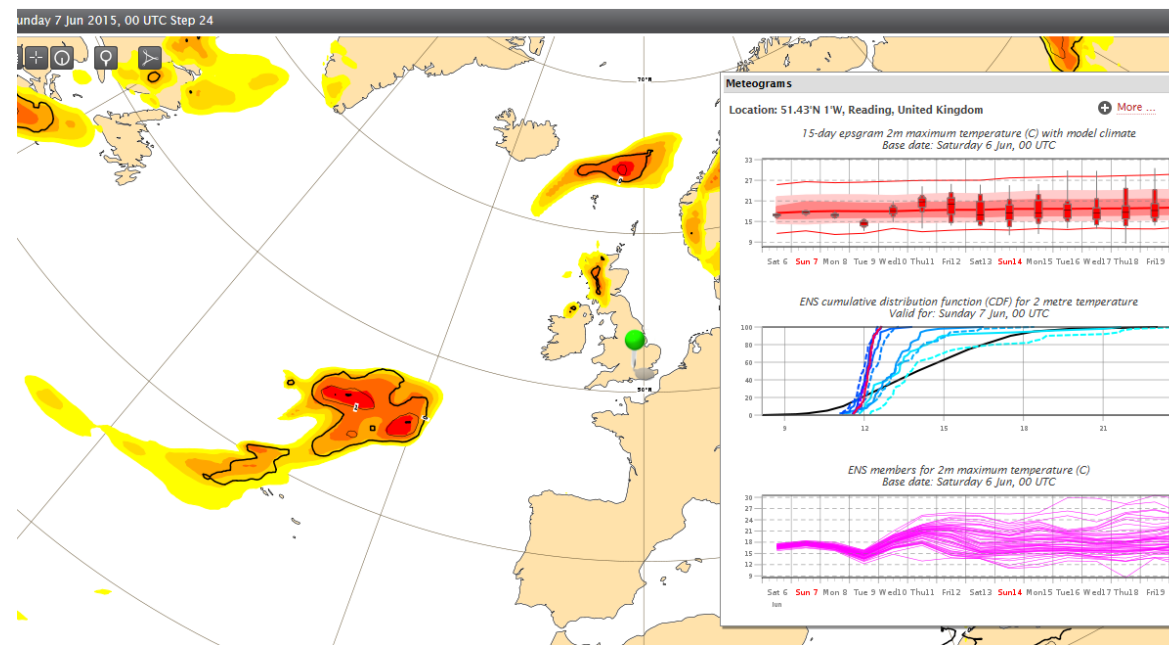 unday 7 Jun 2015, 00 UTC Step 24
70°N
50°N
Meteograms
Location: 51.43°N 1°W, Reading, United Kingdom
More ...
15-day epsgram 2m maximum temperature (C) with model climate
Base date: Saturday 6 Jun, 00 UTC
33
27
21
15
9
Sat 6 Sun 7 Mon 8 Tue 9 Wed10 Thu11 Fri12 Sat13 Sun14 Mon15 Tue16 Wed17 Thu18 Fri19
ENS cumulative distribution function (CDF) for 2 metre temperature
Valid for: Sunday 7 Jun, 00 UTC
100
80
60
40
20
0
9 12 15 18 21
ENS members for 2m maximum temperature (C)
Base date: Saturday 6 Jun, 00 UTC
30
27
24
21
18
15
12
9
Sat 6 Sun 7 Mon 8 Tue 9 Wed10 Thu11 Fri12 Sat13 Sun14 Mon15 Tue16 Wed17 Thu18 Fri19
Jun